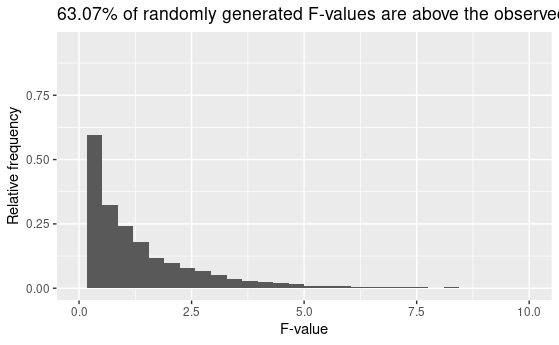 63.07% of randomly generated F-values are above the observe
0.75
0.50
0.25
0.00
Relative frequency
0.0 2.5 5.0 7.5 10.0
F-value